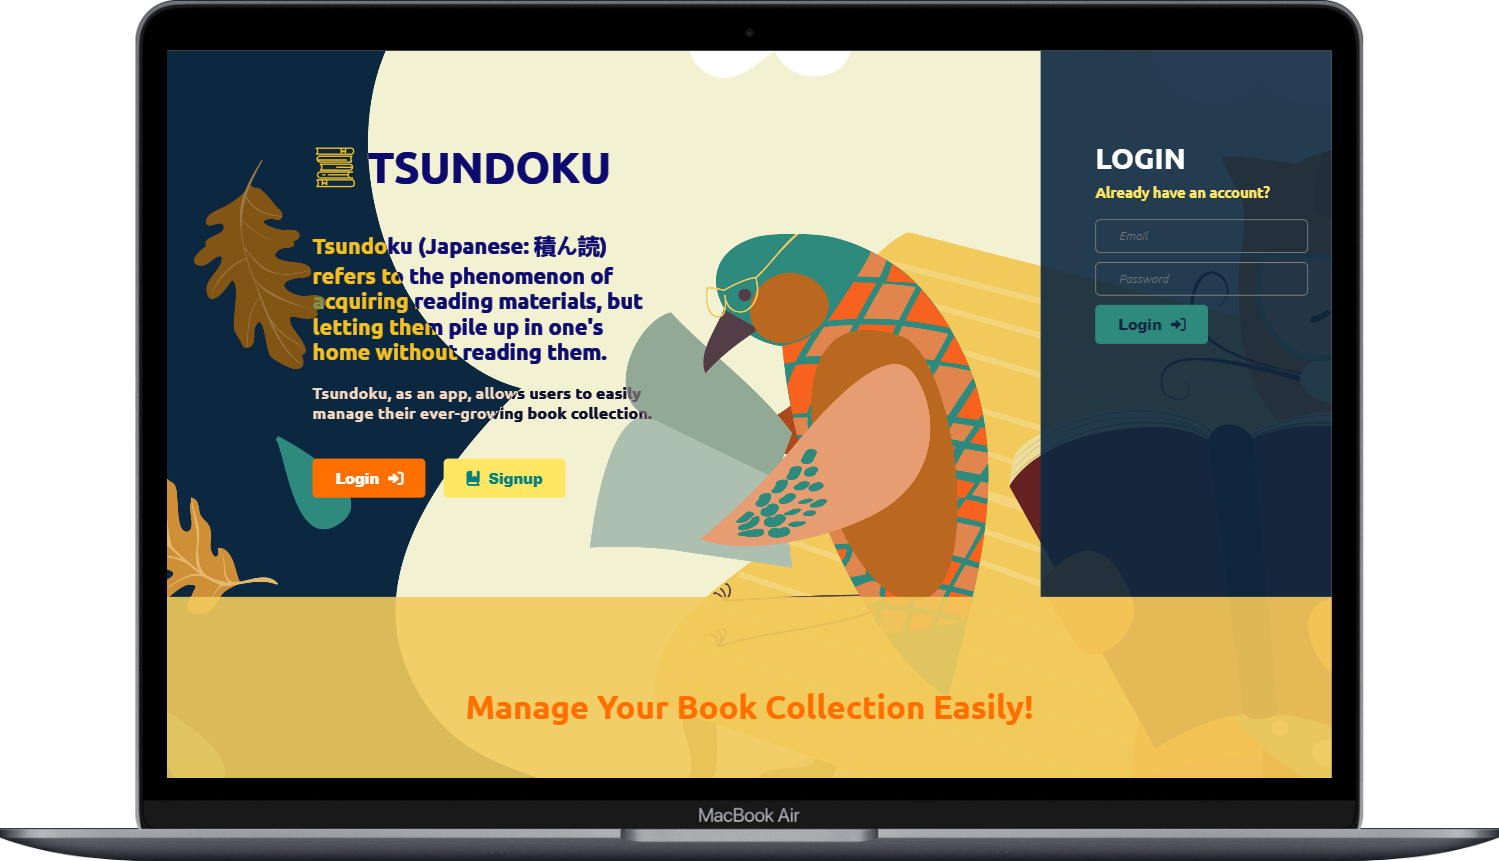 TSUNDOKU
Tsundoku (Japanese: 積ん読)
refers to the phenomenon of
acquiring reading materials, but
letting them pile up in one's
home without reading them.
Tsundoku, as an app, allows users to easily
manage their ever-growing book collection.
Login
Signup
LOGIN
Already have an account?
Email
Password
Login
Manage Your Book Collection Easily!
MacBook Air